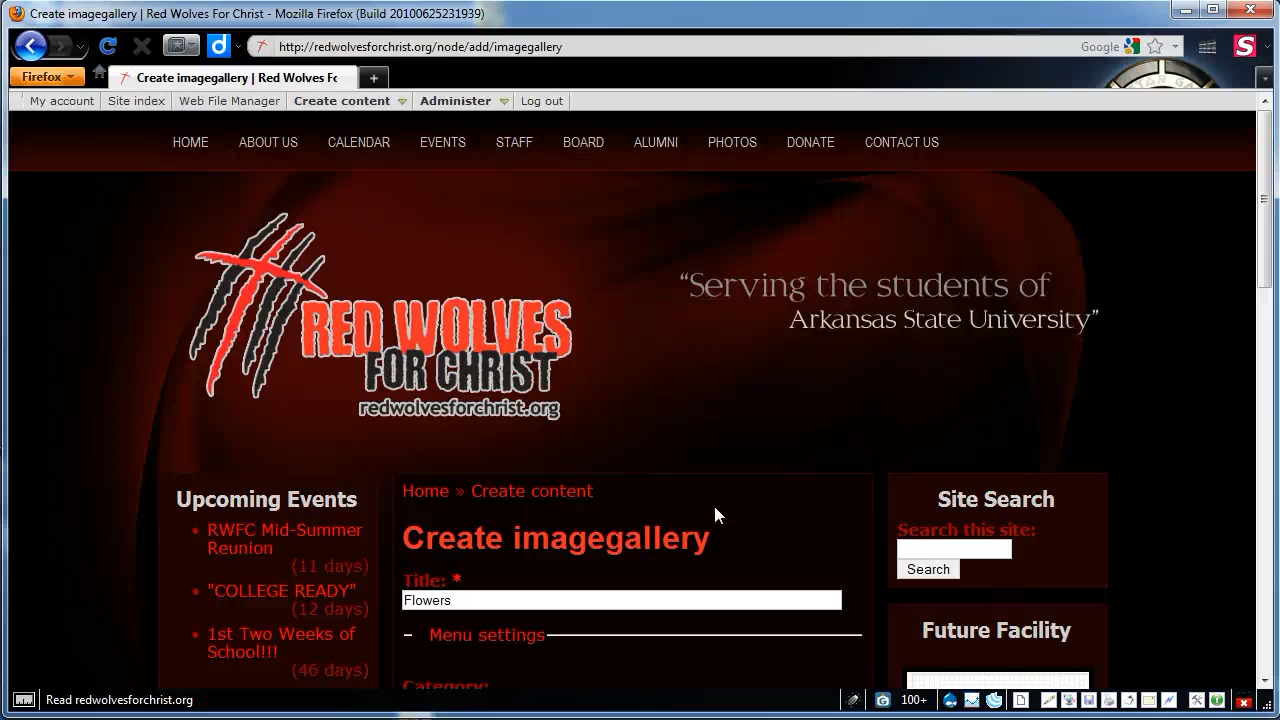 Create imagegallery | Red Wolves For Christ - Mozilla Firefox (Build 20100625231939)
http://redwolvesforchrist.org/node/add/imagegallery
Google
Firefox
Create imagegallery | Red Wolves Fo
My account
Site index
Web File Manager
Create content
Administer
Log out
HOME
ABOUT US
CALENDAR
EVENTS
STAFF
BOARD
ALUMNI
PHOTOS
DONATE
CONTACT US
RED WOLVES
FOR CHRIST
redwolvesforchrist.org
“Serving the students of
Arkansas State University”
Upcoming Events
• RWFC Mid-Summer
Reunion
(11 days)
• "COLLEGE READY"
(12 days)
• 1st Two Weeks of
School!!!
(46 days)
Home » Create content
Create imagegallery
Title: *
Flowers
Menu settings
Category:
Site Search
Search this site:
Search
Future Facility
Read redwolvesforchrist.org
100+